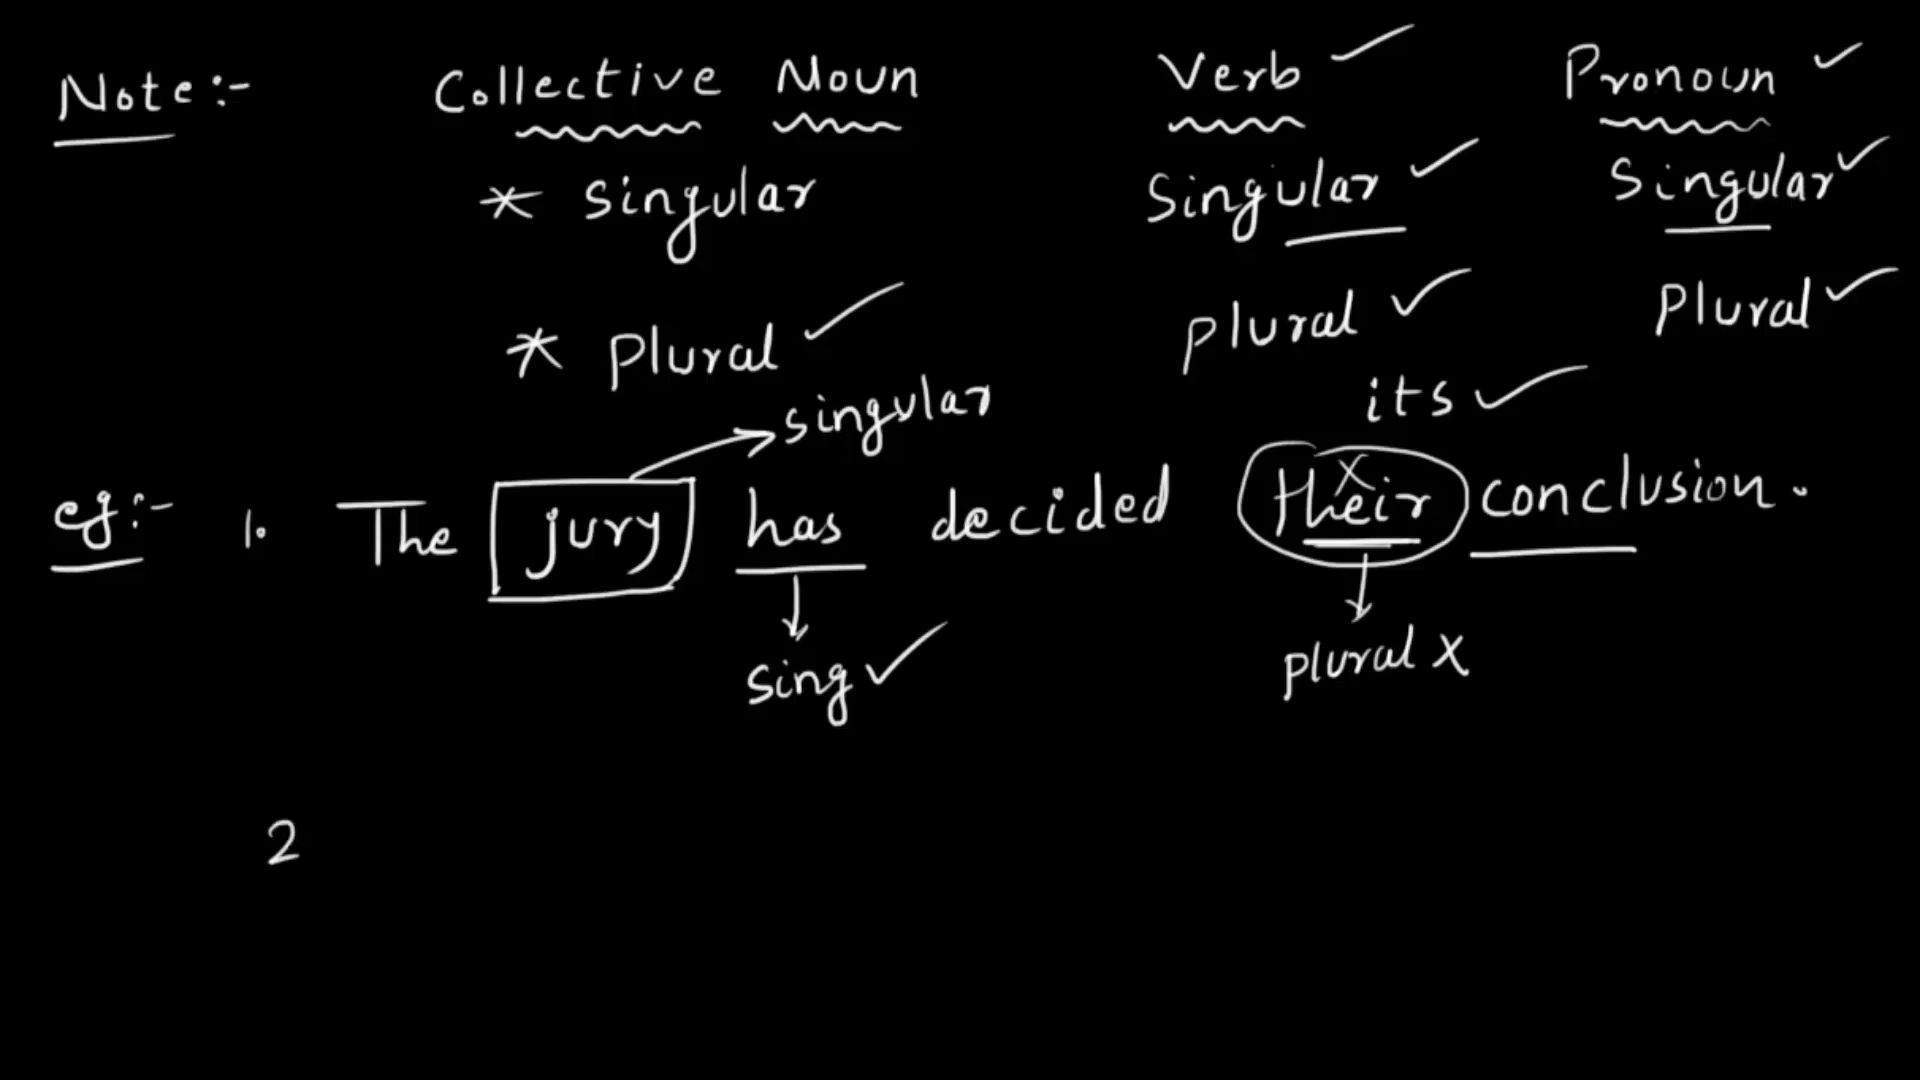 Note:- Collective Noun Verb ✓ Pronoun ✓
* Singular Singular ✓ Singular ✓
* Plural ✓ Plural ✓ Plural ✓
singular its ✓
eg:- 1. The jury has decided their x conclusion.
sing ✓ plural x
2